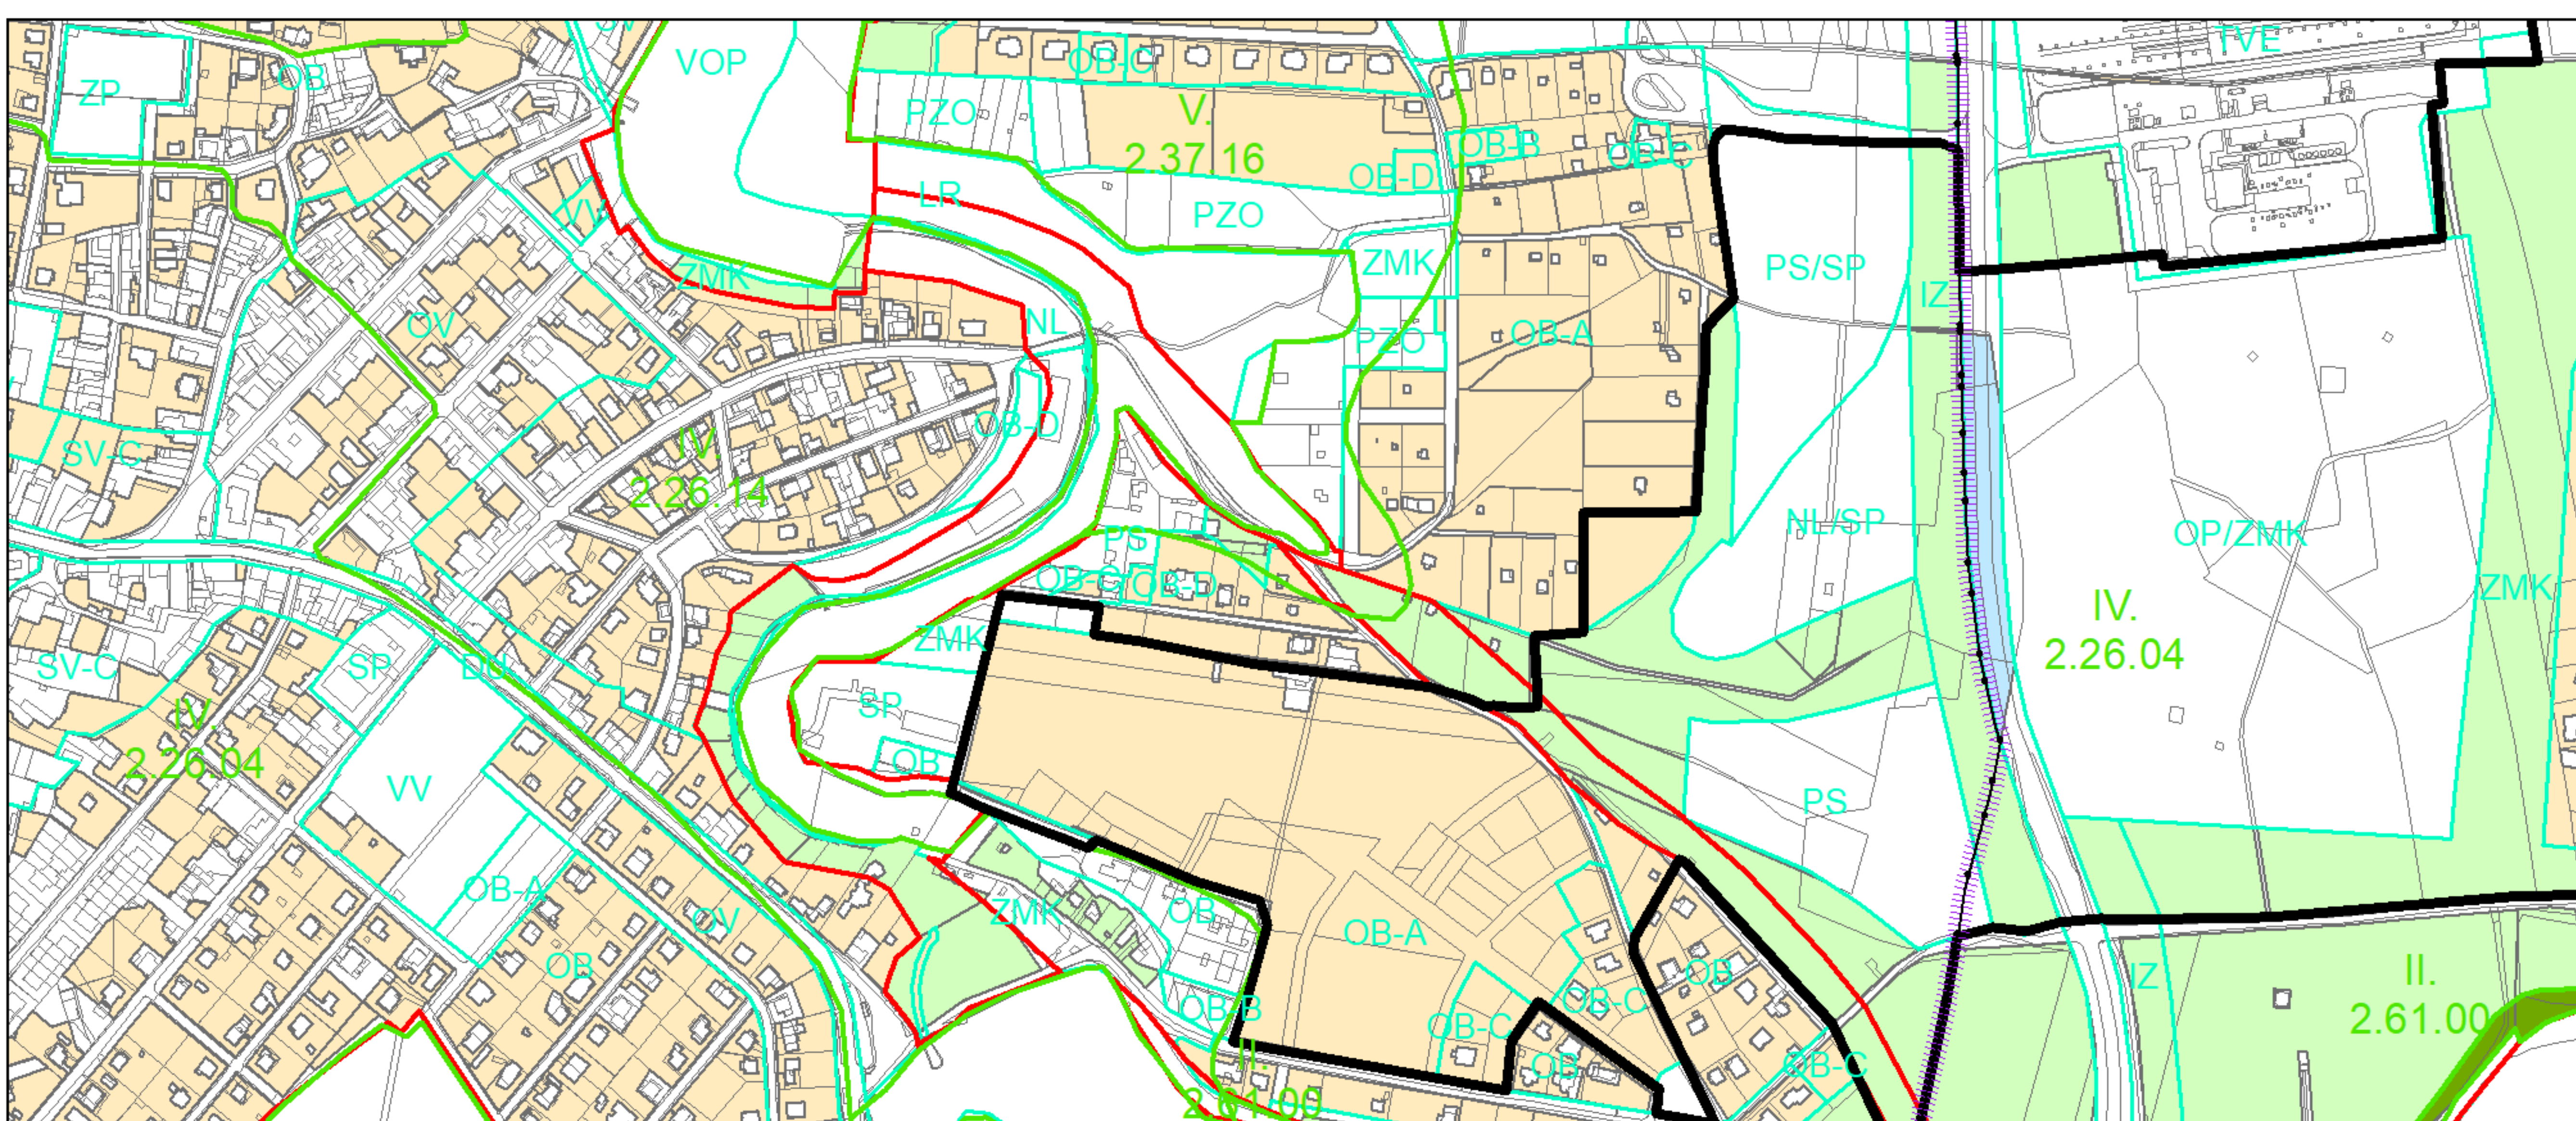 SV
VOP
TVE
OB-C
OB
ZP
PZO
V.
2.37.16
OB-B
OB-C
OB-D
LR
PZO
VV
ZMK
ZMK
PS/SP
IZ
NL
OV
PZO
OB-A
OB-D
IV.
2.26.14
SV-C
NL/SP
OP/ZMK
PS
OB-C
OB-D
ZMK
IV.
2.26.04
ZMK
SV-C
SP
DU
SP
IV.
2.26.04
OB
VV
PS
OB-A
OV
ZMK
OB
OB-A
OB
OB
IZ
II.
2.61.00
OB-B
OB-C
OB-C
II.
2.61.00
OB
OB-C